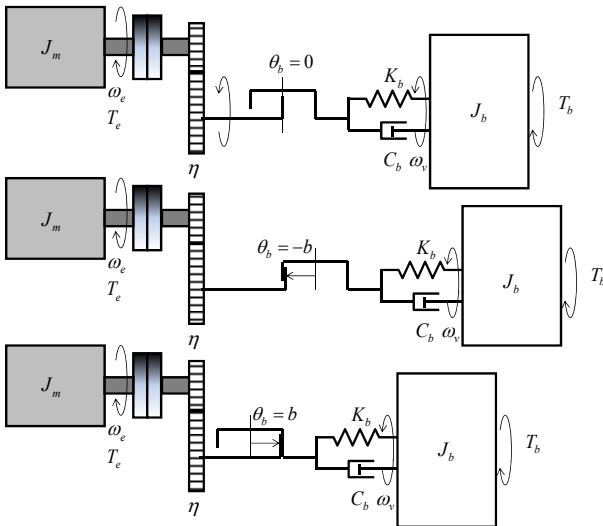 J_m
ω_e
T_e
η
θ_b = 0
K_b
C_b ω_v
J_b
T_b
J_m
ω_e
T_e
η
θ_b = −b
K_b
C_b ω_v
J_b
T_b
J_m
ω_e
T_e
η
θ_b = b
K_b
C_b ω_v
J_b
T_b